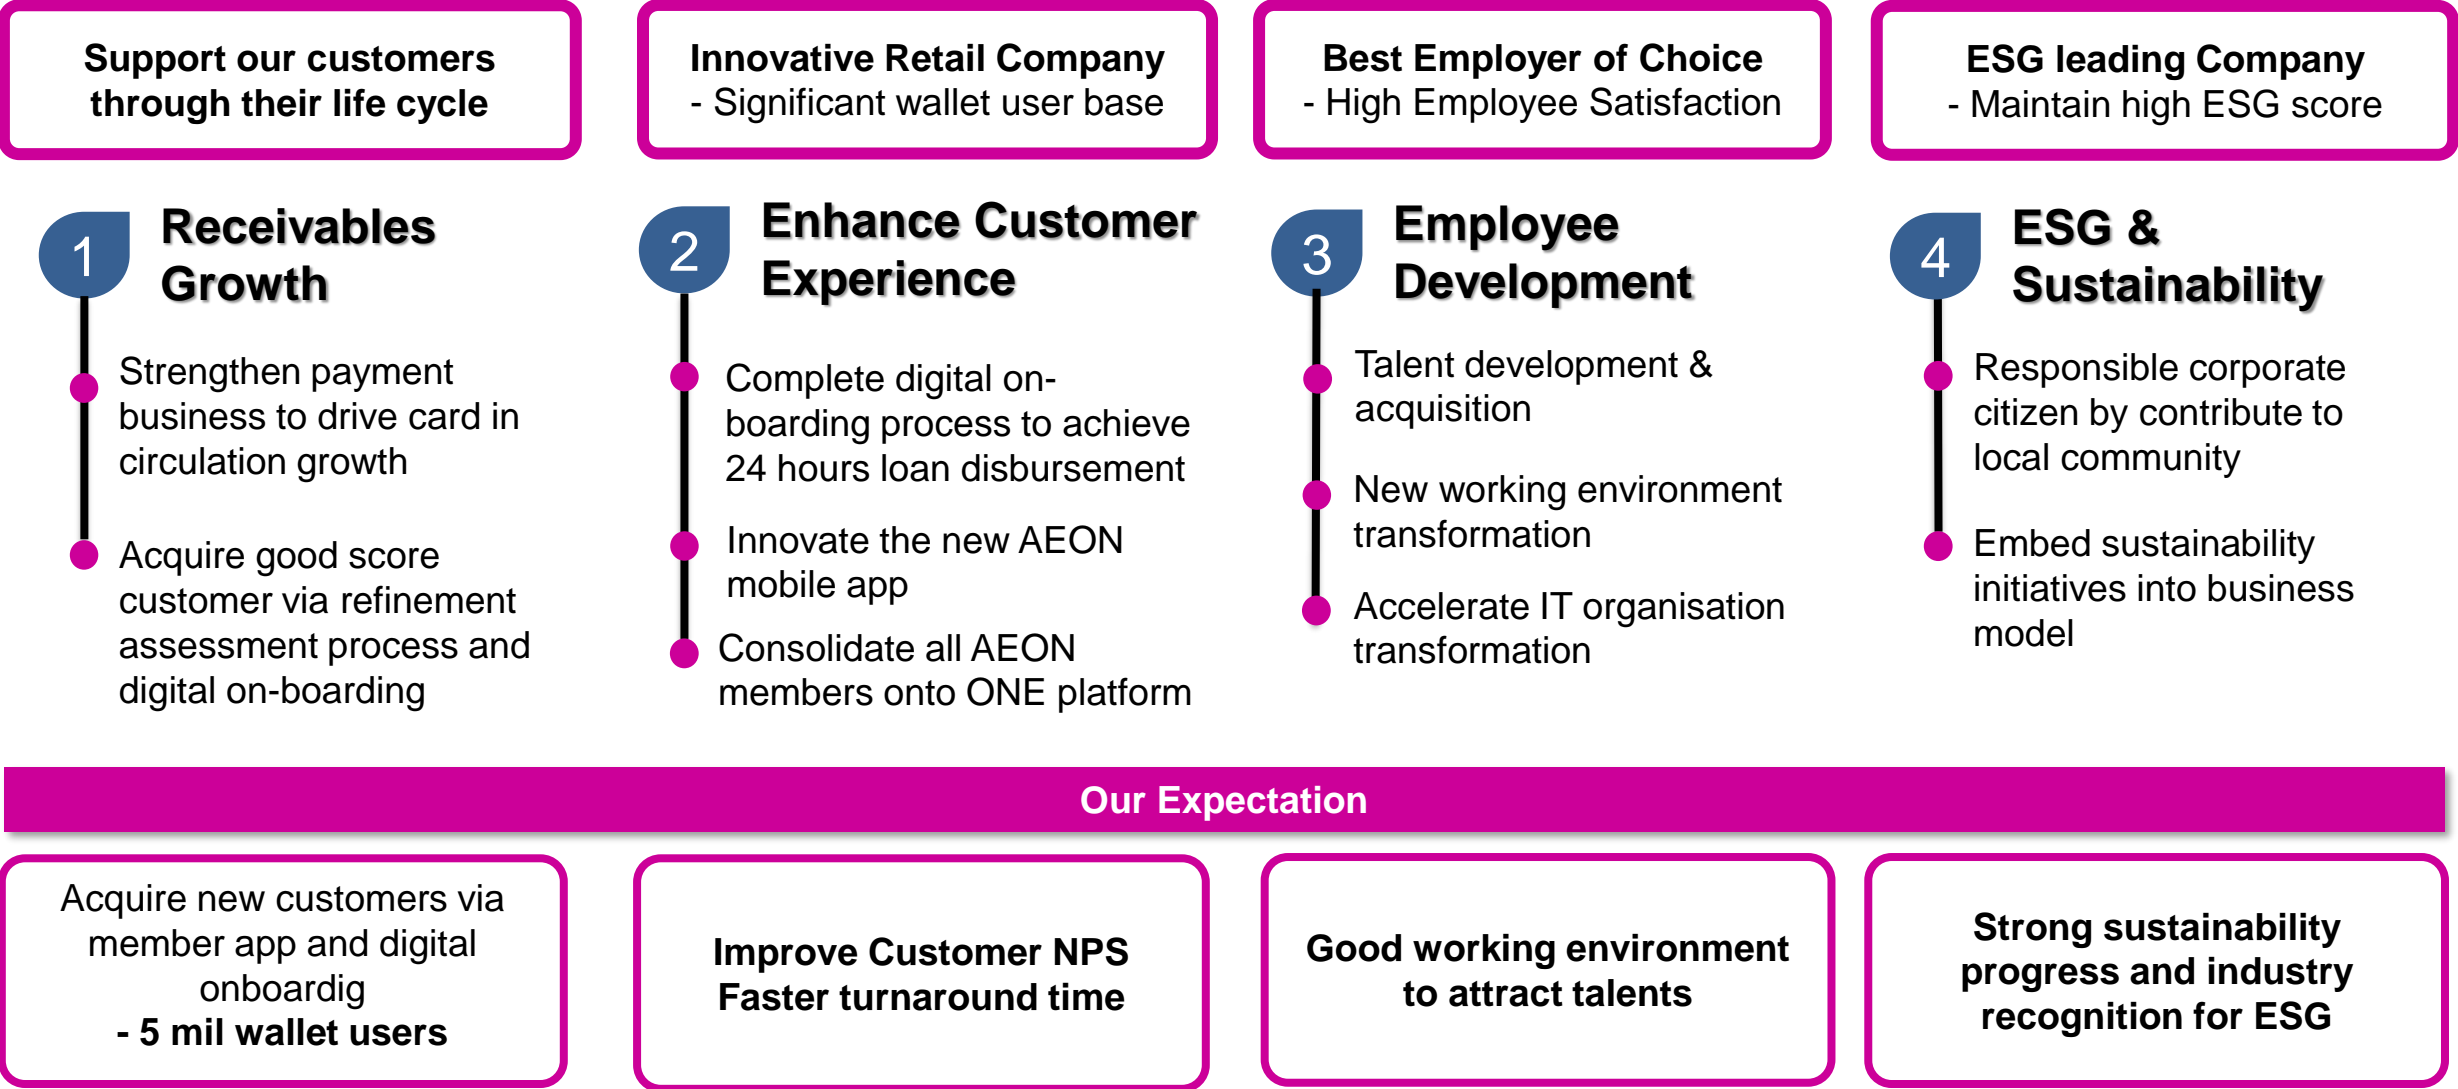 Support our customers
through their life cycle
Innovative Retail Company
- Significant wallet user base
Best Employer of Choice
- High Employee Satisfaction
ESG leading Company
- Maintain high ESG score
1
Receivables
Growth
Strengthen payment
business to drive card in
circulation growth
Acquire good score
customer via refinement
assessment process and
digital on-boarding
2
Enhance Customer
Experience
Complete digital on-
boarding process to achieve
24 hours loan disbursement
Innovate the new AEON
mobile app
Consolidate all AEON
members onto ONE platform
3
Employee
Development
Talent development &
acquisition
New working environment
transformation
Accelerate IT organisation
transformation
4
ESG &
Sustainability
Responsible corporate
citizen by contribute to
local community
Embed sustainability
initiatives into business
model
Our Expectation
Acquire new customers via
member app and digital
onboardig
- 5 mil wallet users
Improve Customer NPS
Faster turnaround time
Good working environment
to attract talents
Strong sustainability
progress and industry
recognition for ESG